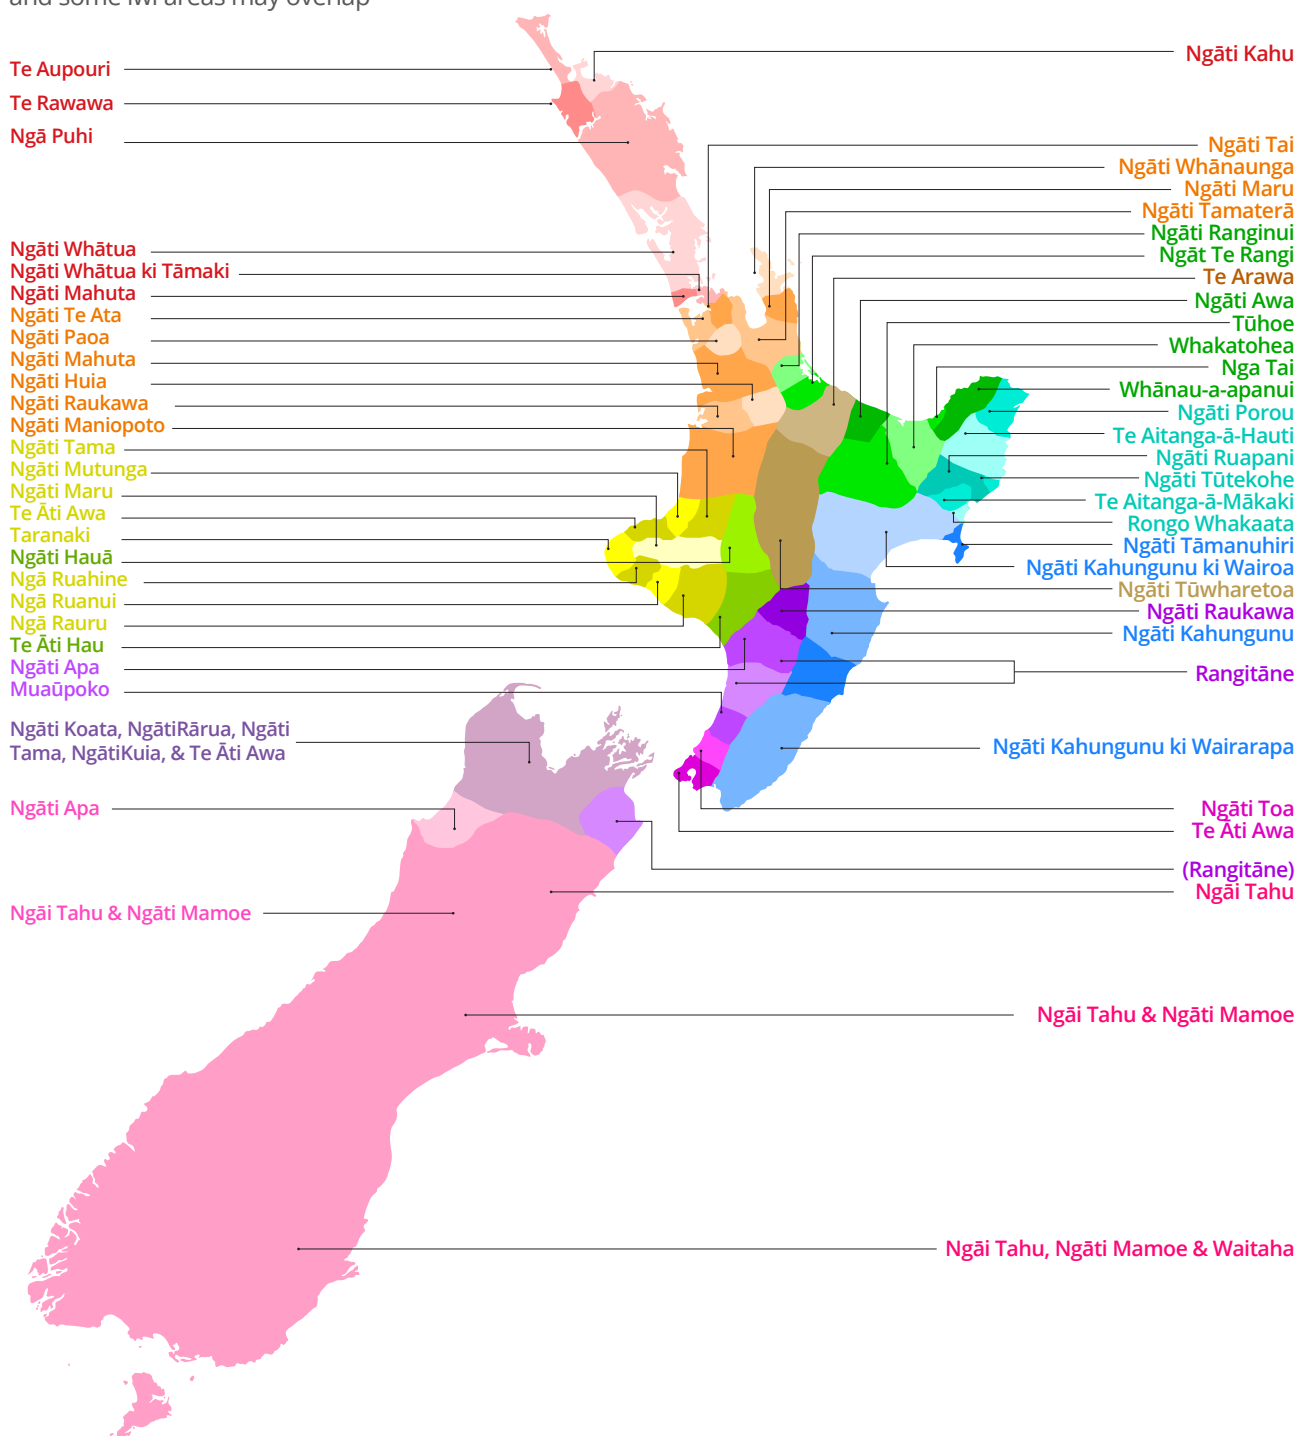 and some iwi areas may overlap
Te Aupouri
Te Rawawa
Ngā Puhi
Ngāti Whātua
Ngāti Whātua ki Tāmaki
Ngāti Mahuta
Ngāti Te Ata
Ngāti Paoa
Ngāti Mahuta
Ngāti Huia
Ngāti Raukawa
Ngāti Maniopoto
Ngāti Tama
Ngāti Mutunga
Ngāti Maru
Te Āti Awa
Taranaki
Ngāti Hauā
Ngā Ruahine
Ngā Ruanui
Ngā Rauru
Te Āti Hau
Ngāti Apa
Muaūpoko
Ngāti Koata, NgātiRārua, Ngāti
Tama, NgātiKuia, & Te Āti Awa
Ngāti Apa
Ngāi Tahu & Ngāti Mamoe
Ngāti Kahu
Ngāti Tai
Ngāti Whānaunga
Ngāti Maru
Ngāti Tamaterā
Ngāti Ranginui
Ngāt Te Rangi
Te Arawa
Ngāti Awa
Tūhoe
Whakatohea
Nga Tai
Whānau-a-apanui
Ngāti Porou
Te Aitanga-ā-Hauti
Ngāti Ruapani
Ngāti Tūtekohe
Te Aitanga-ā-Mākaki
Rongo Whakaata
Ngāti Tāmanuhiri
Ngāti Kahungunu ki Wairoa
Ngāti Tūwharetoa
Ngāti Raukawa
Ngāti Kahungunu
Rangitāne
Ngāti Kahungunu ki Wairarapa
Ngāti Toa
Te Āti Awa
(Rangitāne)
Ngāi Tahu
Ngāi Tahu & Ngāti Mamoe
Ngāi Tahu, Ngāti Mamoe & Waitaha